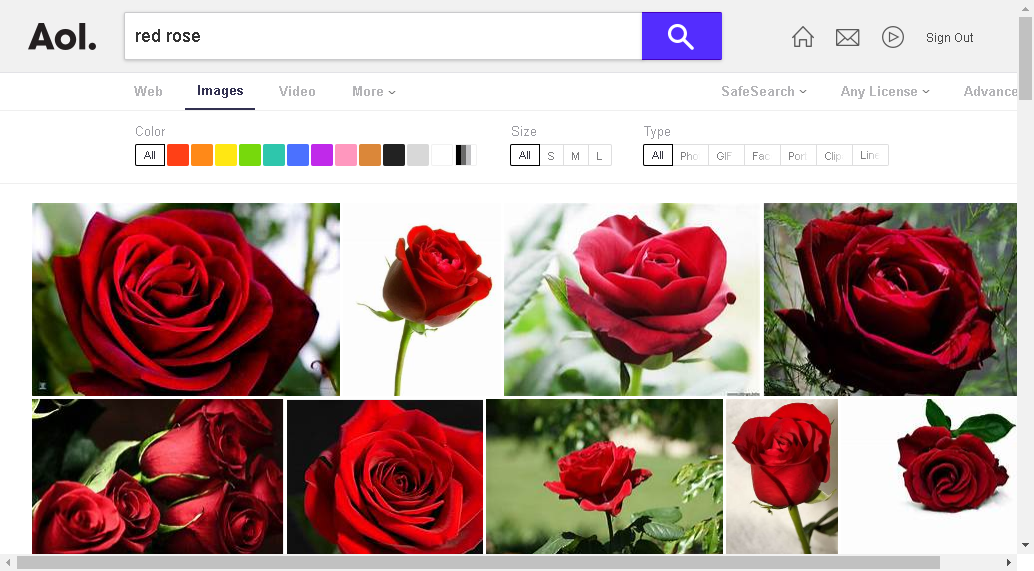 Aol.
red rose
Sign Out
Web Images Video More SafeSearch Any License Advance
Color Size Type
All All S M L All Pho GIF Fac Por Clip Line